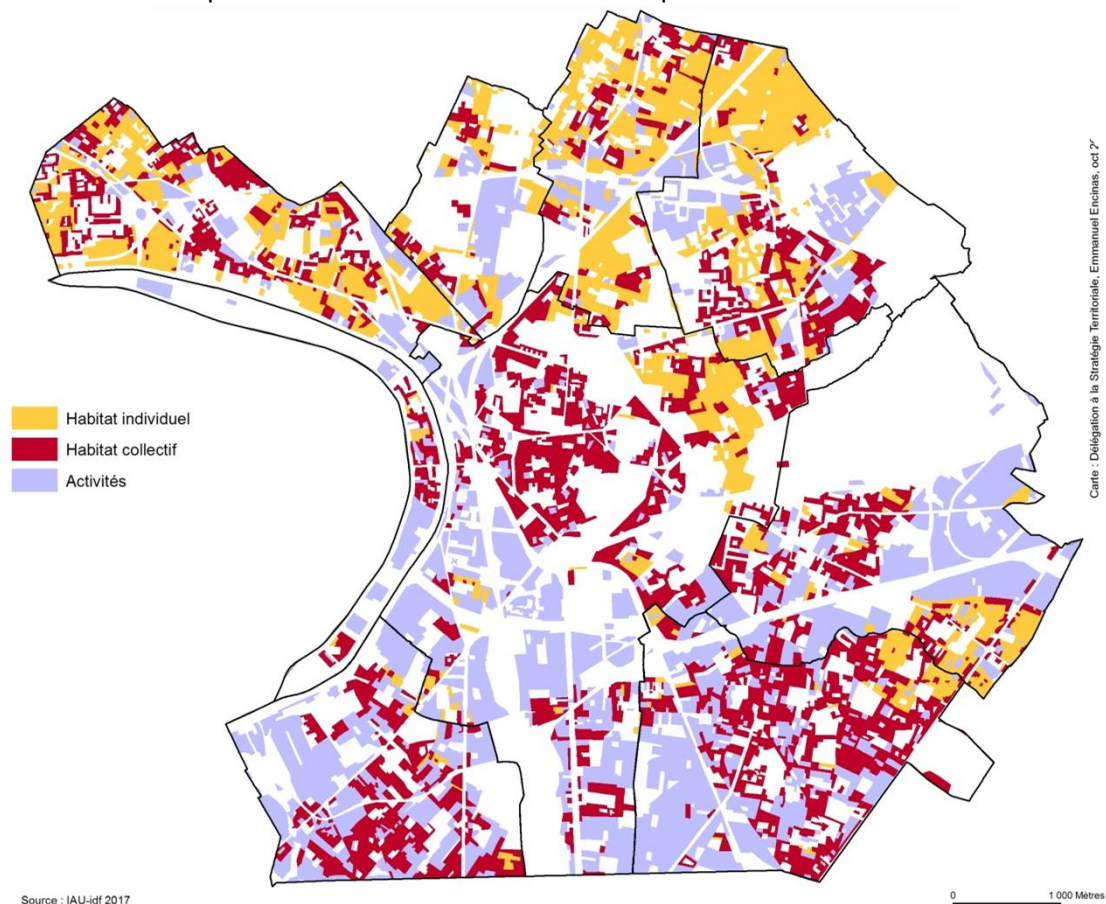 Habitat individuel
Habitat collectif
Activités
Carte : Délégation à la Stratégie Territoriale, Emmanuel Encinas, oct
Source : IAU-idf 2017
0 1 000 Mètres